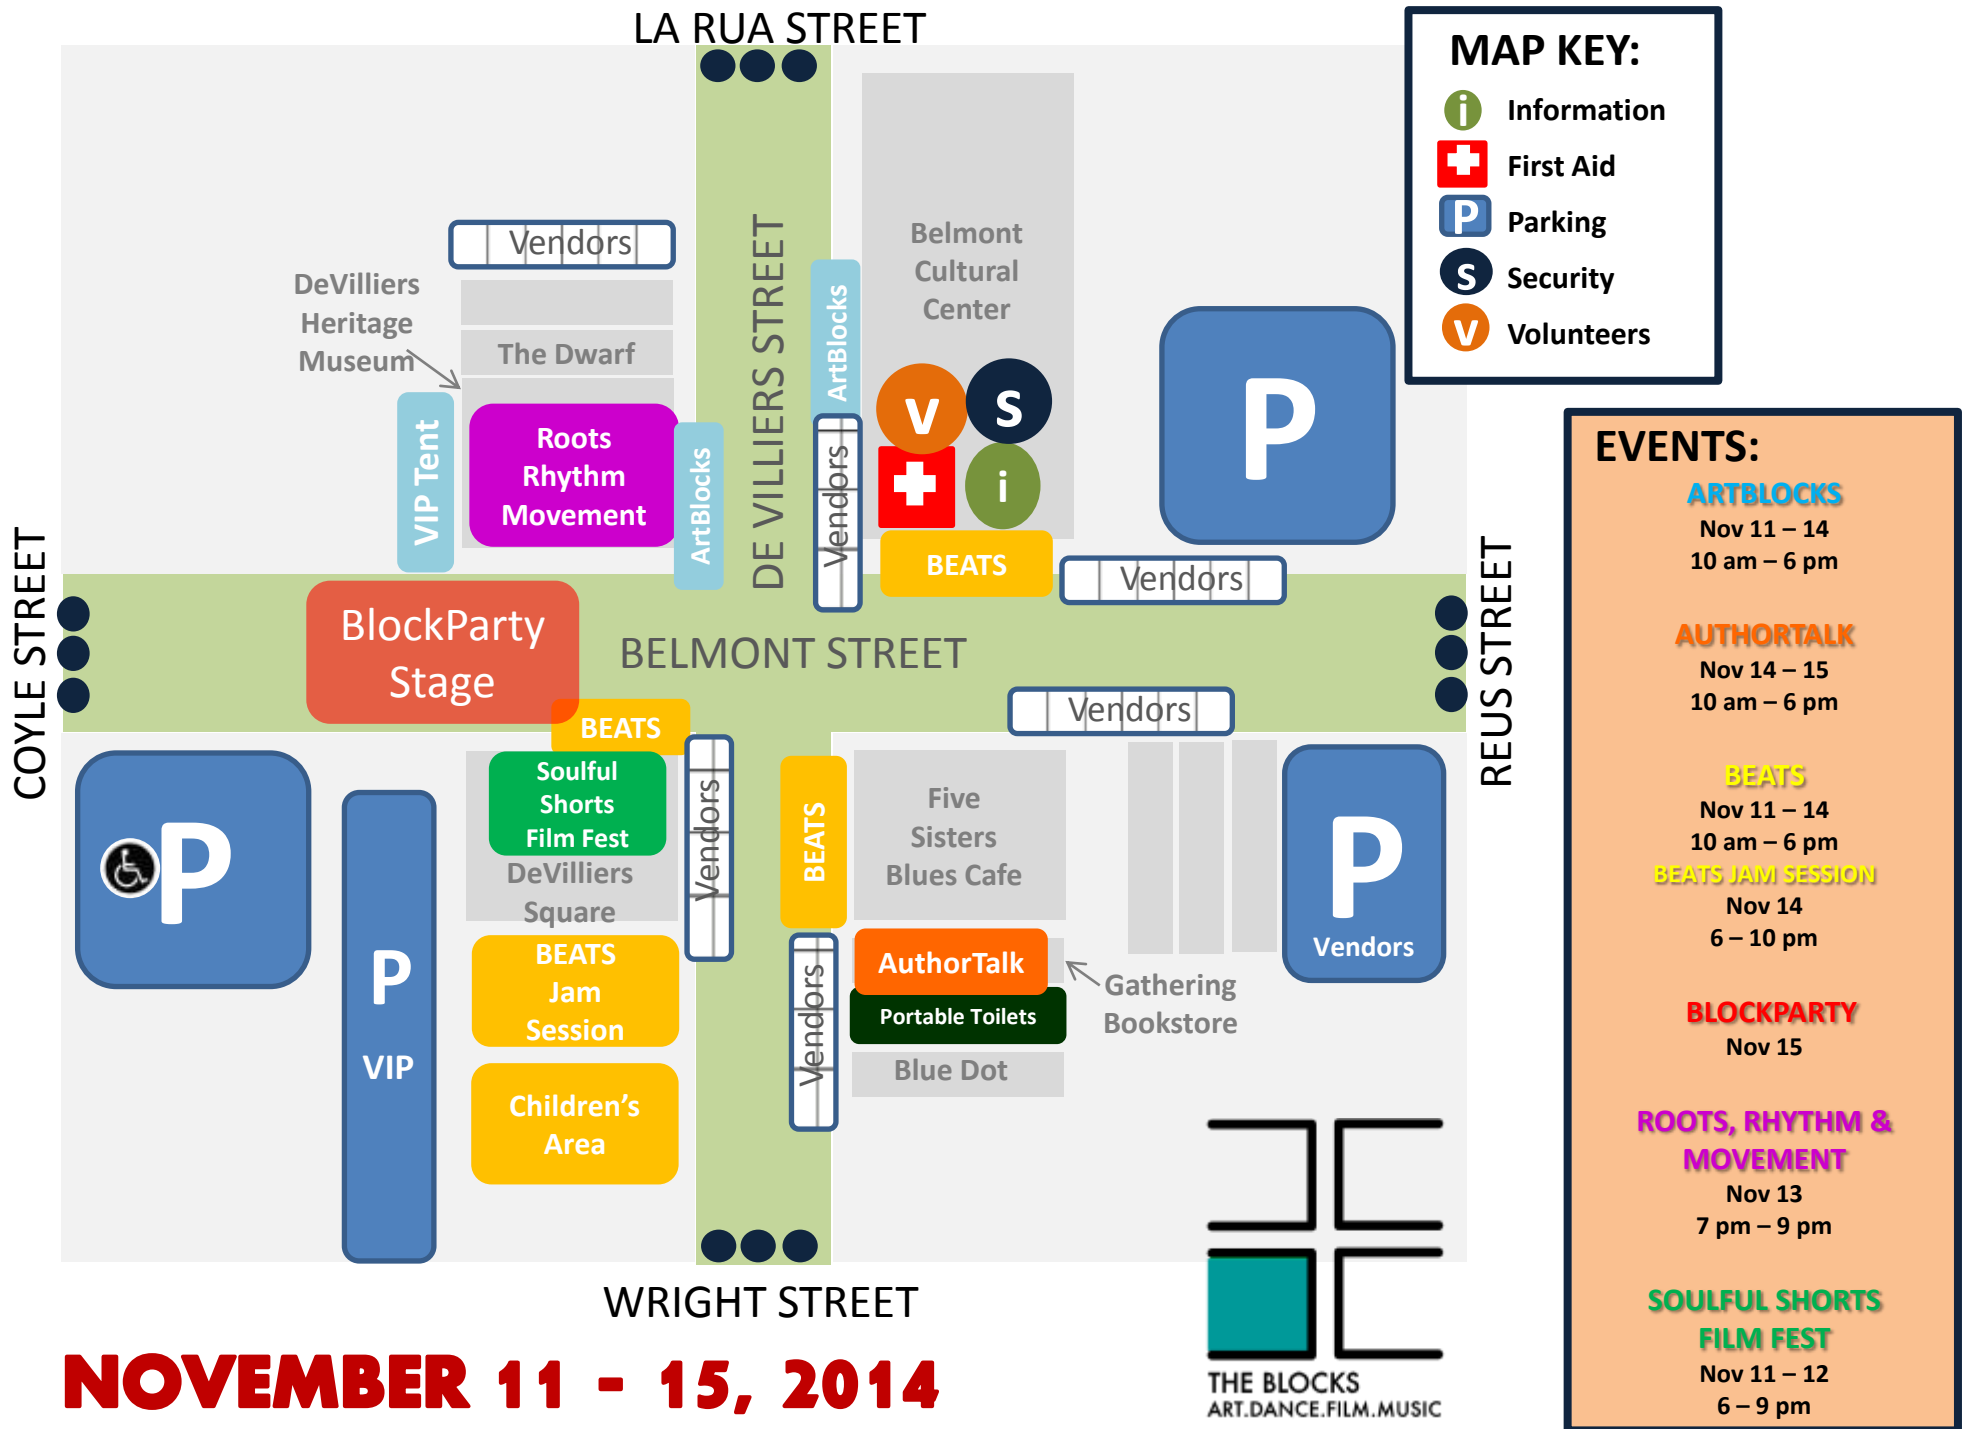 LA RUA STREET
MAP KEY:
i Information
First Aid
P Parking
S Security
V Volunteers
Vendors
DeVilliers
Heritage
Museum
The Dwarf
VIP Tent
Roots
Rhythm
Movement
ArtBlocks
DE VILLIERS STREET
ArtBlocks
Vendors
Belmont
Cultural
Center
V
S
i
BEATS
P
Vendors
COYLE STREET
BlockParty
Stage
BELMONT STREET
REUS STREET
Vendors
BEATS
Soulful
Shorts
Film Fest
DeVilliers
Square
Vendors
BEATS
Five
Sisters
Blues Cafe
P
P
VIP
P
Vendors
BEATS
Jam
Session
Children's
Area
Vendors
AuthorTalk
Portable Toilets
Gathering
Bookstore
Blue Dot
WRIGHT STREET
NOVEMBER 11 - 15, 2014
THE BLOCKS
ART.DANCE.FILM.MUSIC
EVENTS:
ARTBLOCKS
Nov 11 – 14
10 am – 6 pm
AUTHORTALK
Nov 14 – 15
10 am – 6 pm
BEATS
Nov 11 – 14
10 am – 6 pm
BEATS JAM SESSION
Nov 14
6 – 10 pm
BLOCKPARTY
Nov 15
ROOTS, RHYTHM &
MOVEMENT
Nov 13
7 pm – 9 pm
SOULFUL SHORTS
FILM FEST
Nov 11 – 12
6 – 9 pm